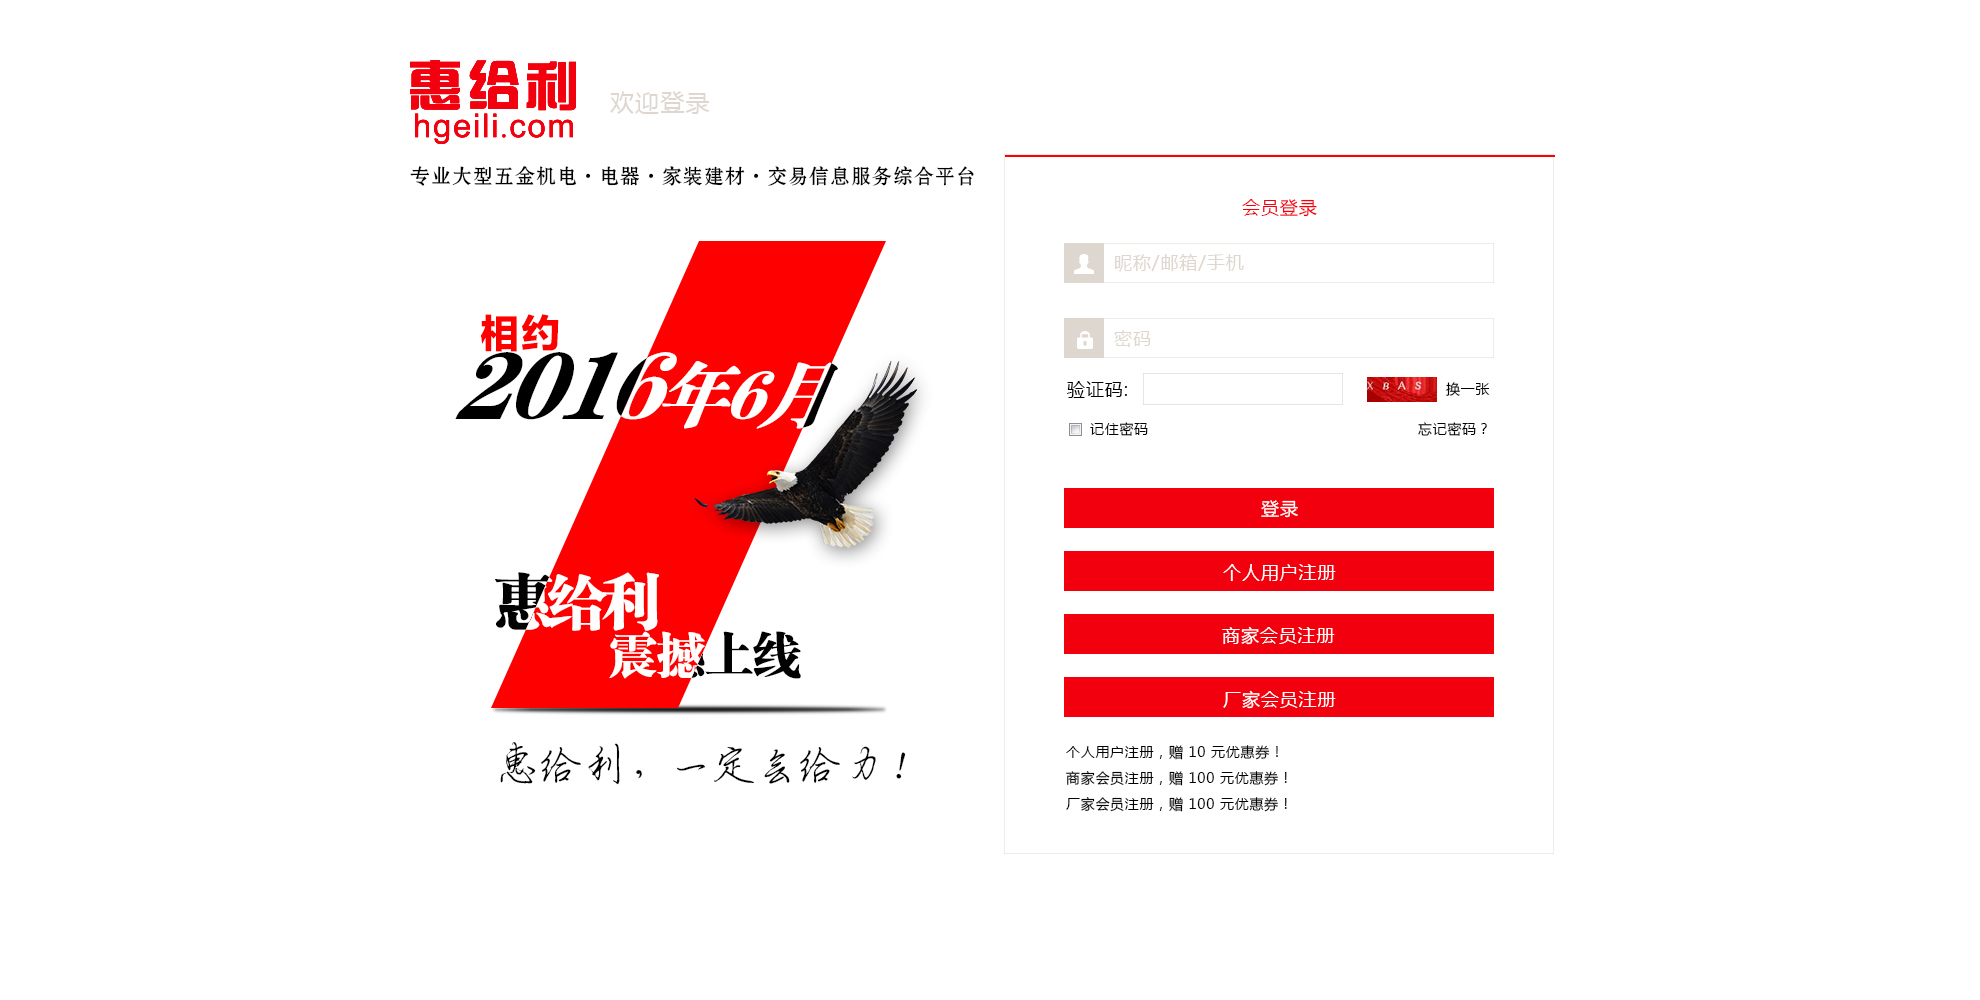 惠给利
hgeili.com
欢迎登录
专业大型五金机电·电器·家装建材·交易信息服务综合平台
相约
2016年6月
惠给利
震撼上线
惠给利，一定会给力！
会员登录
昵称/邮箱/手机
密码
验证码:
XBAS
换一张
记住密码
忘记密码？
登录
个人用户注册
商家会员注册
厂家会员注册
个人用户注册，赠 10 元优惠券！
商家会员注册，赠 100 元优惠券！
厂家会员注册，赠 100 元优惠券！